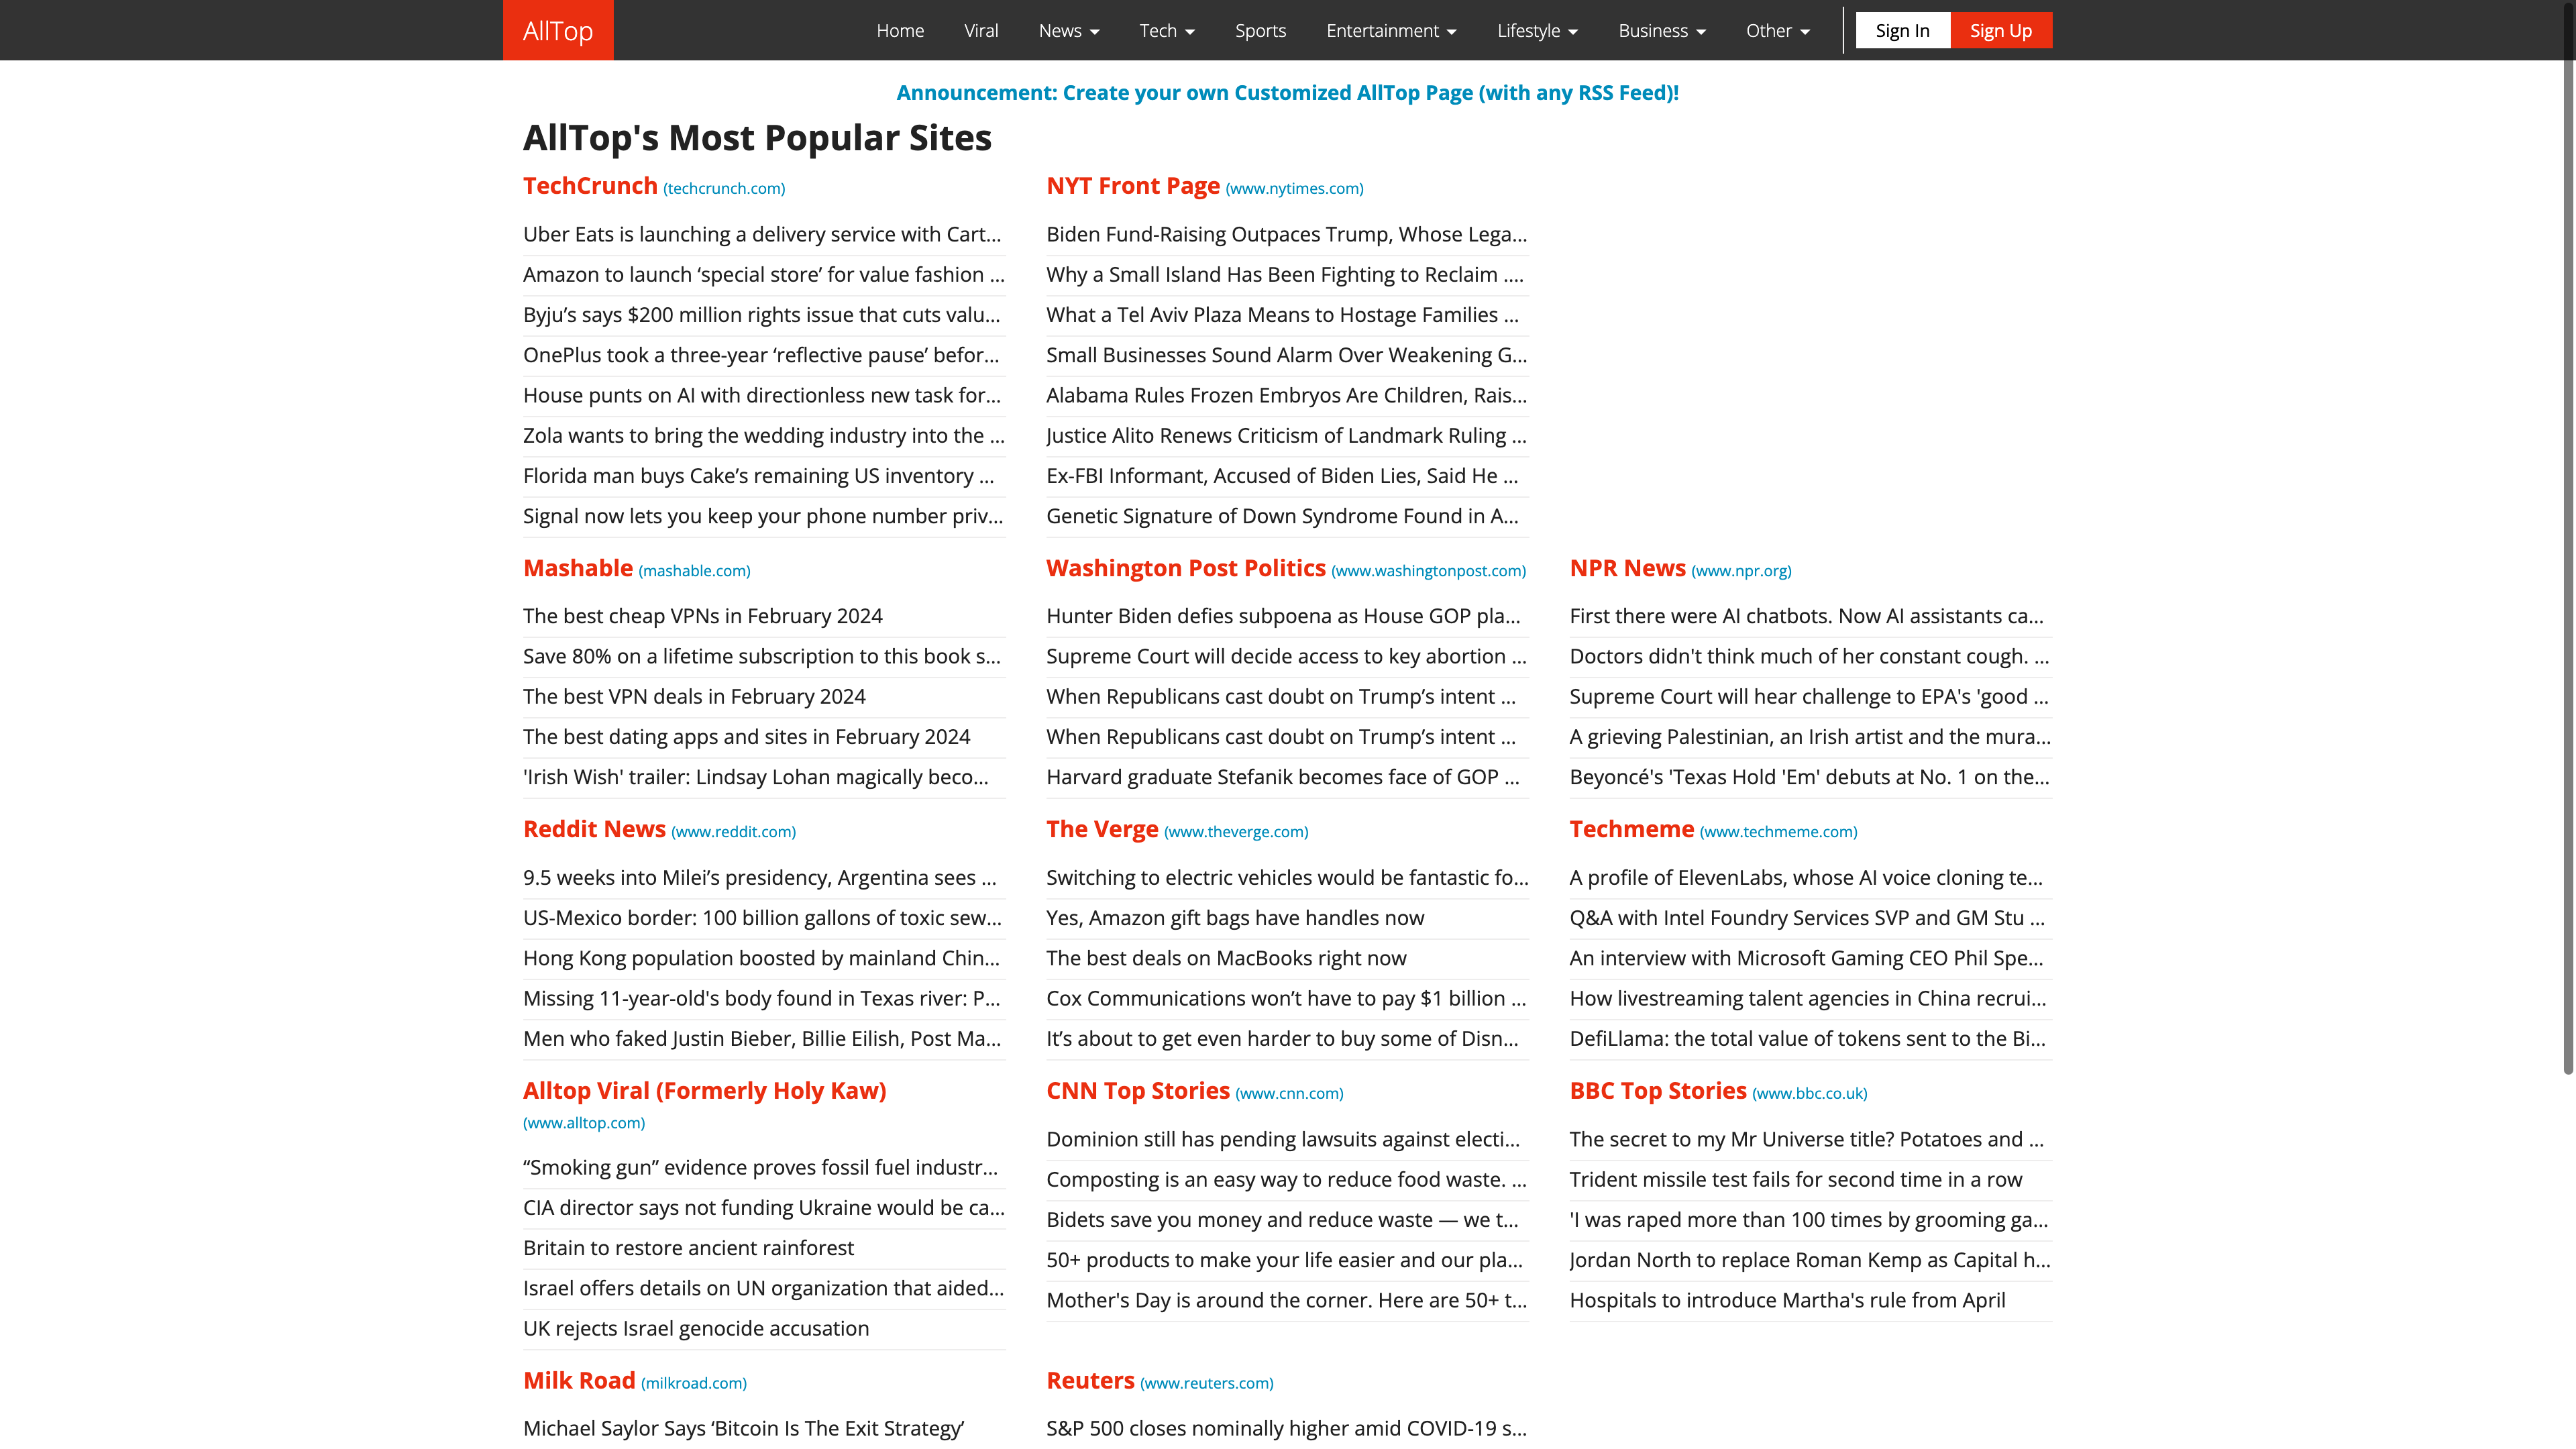 AllTop
Home Viral News Tech Sports Entertainment Lifestyle Business Other Sign In Sign Up
Announcement: Create your own Customized AllTop Page (with any RSS Feed)!
AllTop's Most Popular Sites
TechCrunch (techcrunch.com)
Uber Eats is launching a delivery service with Cart...
Amazon to launch ‘special store’ for value fashion ...
Byju’s says $200 million rights issue that cuts valu...
OnePlus took a three-year ‘reflective pause’ befor...
House punts on AI with directionless new task for...
Zola wants to bring the wedding industry into the ...
Florida man buys Cake’s remaining US inventory ...
Signal now lets you keep your phone number priv...
NYT Front Page (www.nytimes.com)
Biden Fund-Raising Outpaces Trump, Whose Lega...
Why a Small Island Has Been Fighting to Reclaim ....
What a Tel Aviv Plaza Means to Hostage Families ...
Small Businesses Sound Alarm Over Weakening G...
Alabama Rules Frozen Embryos Are Children, Rais...
Justice Alito Renews Criticism of Landmark Ruling ...
Ex-FBI Informant, Accused of Biden Lies, Said He ...
Genetic Signature of Down Syndrome Found in A...
Mashable (mashable.com)
The best cheap VPNs in February 2024
Save 80% on a lifetime subscription to this book s...
The best VPN deals in February 2024
The best dating apps and sites in February 2024
'Irish Wish' trailer: Lindsay Lohan magically beco...
Washington Post Politics (www.washingtonpost.com)
Hunter Biden defies subpoena as House GOP pla...
Supreme Court will decide access to key abortion ...
When Republicans cast doubt on Trump’s intent ...
When Republicans cast doubt on Trump’s intent ...
Harvard graduate Stefanik becomes face of GOP ...
NPR News (www.npr.org)
First there were AI chatbots. Now AI assistants ca...
Doctors didn't think much of her constant cough. ...
Supreme Court will hear challenge to EPA's 'good ...
A grieving Palestinian, an Irish artist and the mura...
Beyoncé's 'Texas Hold 'Em' debuts at No. 1 on the...
Reddit News (www.reddit.com)
9.5 weeks into Milei’s presidency, Argentina sees ...
US-Mexico border: 100 billion gallons of toxic sew...
Hong Kong population boosted by mainland Chin...
Missing 11-year-old's body found in Texas river: P...
Men who faked Justin Bieber, Billie Eilish, Post Ma...
The Verge (www.theverge.com)
Switching to electric vehicles would be fantastic fo...
Yes, Amazon gift bags have handles now
The best deals on MacBooks right now
Cox Communications won’t have to pay $1 billion ...
It’s about to get even harder to buy some of Disn...
Techmeme (www.techmeme.com)
A profile of ElevenLabs, whose AI voice cloning te...
Q&A with Intel Foundry Services SVP and GM Stu ...
An interview with Microsoft Gaming CEO Phil Spe...
How livestreaming talent agencies in China recrui...
DefiLlama: the total value of tokens sent to the Bi...
Alltop Viral (Formerly Holy Kaw)
(www.alltop.com)
“Smoking gun” evidence proves fossil fuel industr...
CIA director says not funding Ukraine would be ca...
Britain to restore ancient rainforest
Israel offers details on UN organization that aided...
UK rejects Israel genocide accusation
CNN Top Stories (www.cnn.com)
Dominion still has pending lawsuits against electi...
Composting is an easy way to reduce food waste. ...
Bidets save you money and reduce waste — we t...
50+ products to make your life easier and our pla...
Mother's Day is around the corner. Here are 50+ t...
BBC Top Stories (www.bbc.co.uk)
The secret to my Mr Universe title? Potatoes and ...
Trident missile test fails for second time in a row
'I was raped more than 100 times by grooming ga...
Jordan North to replace Roman Kemp as Capital h...
Hospitals to introduce Martha's rule from April
Milk Road (milkroad.com)
Michael Saylor Says ‘Bitcoin Is The Exit Strategy’
Reuters (www.reuters.com)
S&P 500 closes nominally higher amid COVID-19 s...